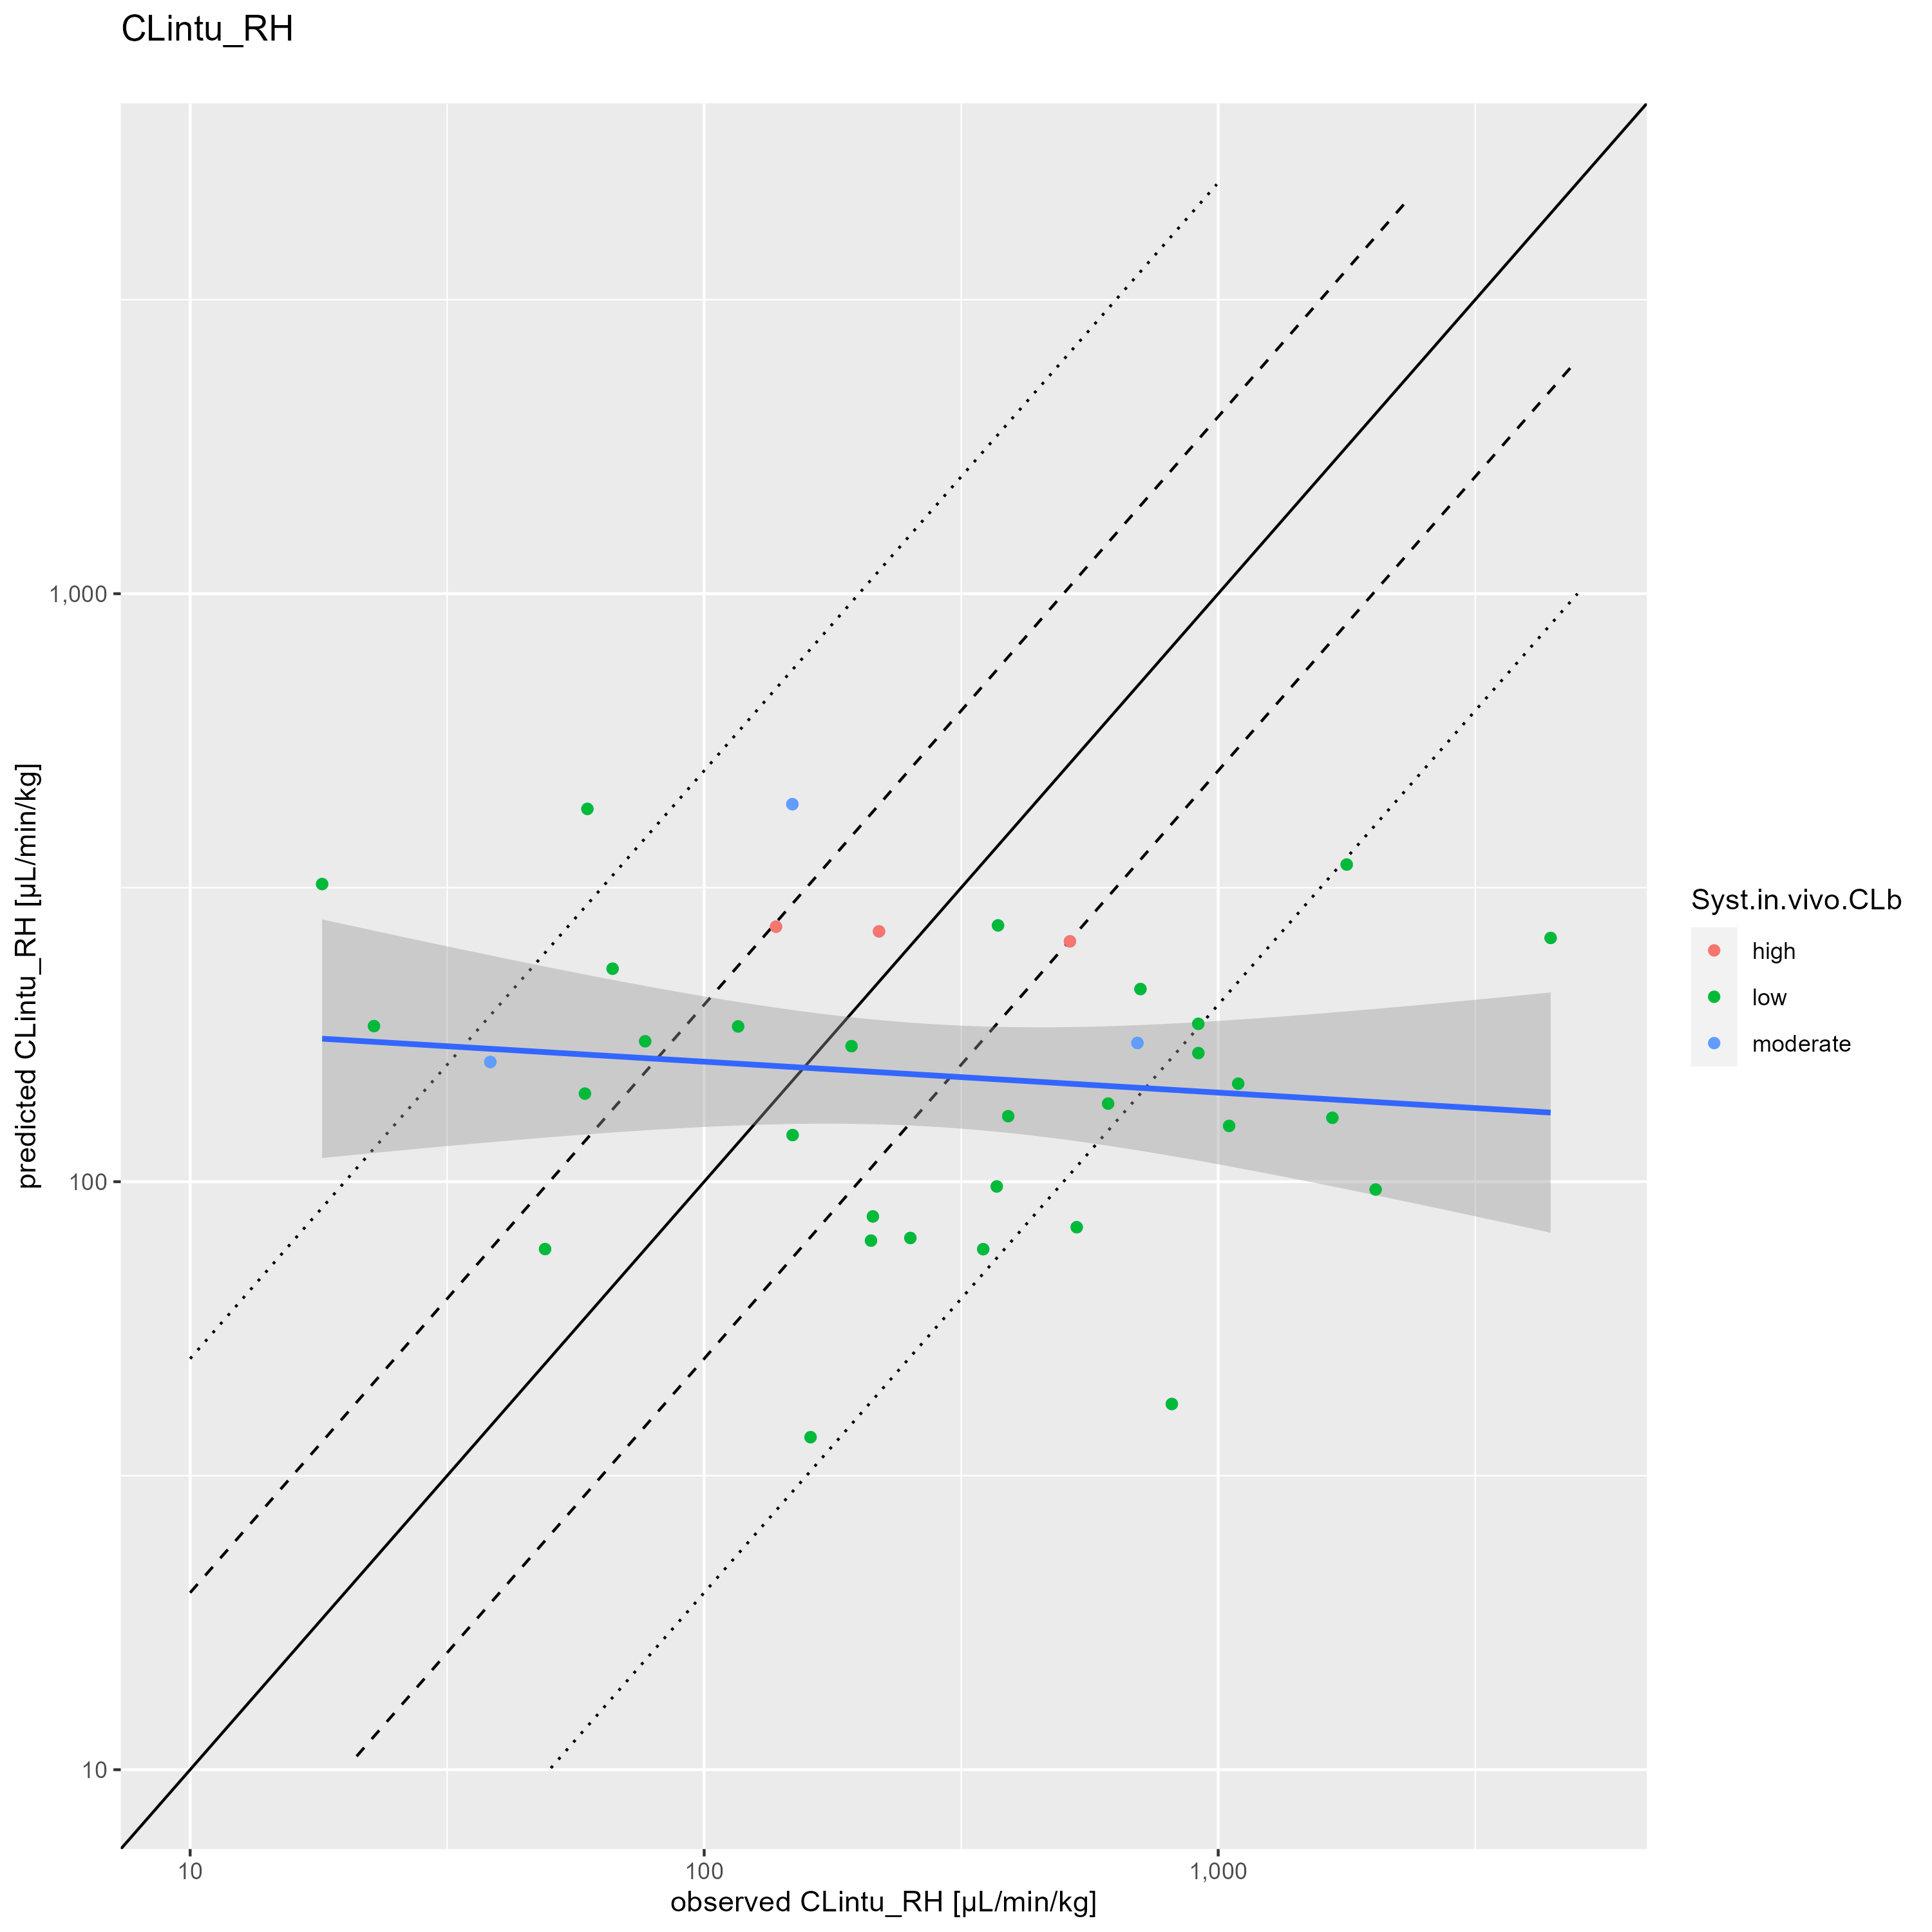 CLintu_RH
predicted CLintu_RH [µL/min/kg]
1,000
100
10
10
100
1,000
observed CLintu_RH [µL/min/kg]
Syst.in.vivo.CLb
high
low
moderate